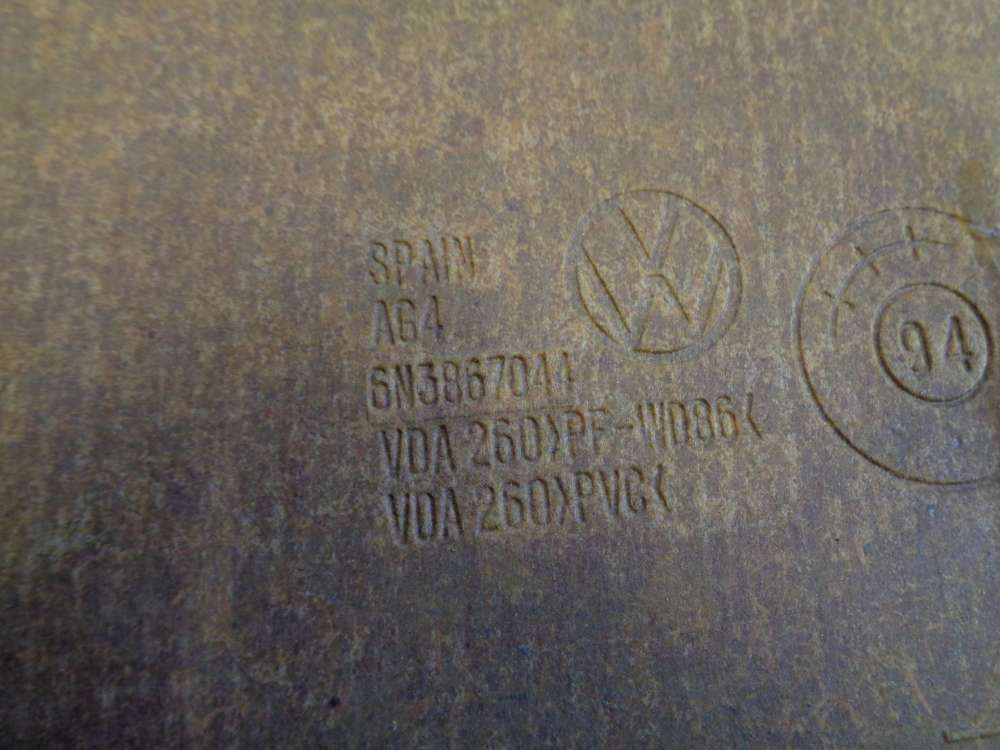 SPAIN
AG4
6N3867044
VDA 260>PF-WD86<
VDA 260>PVC<
94